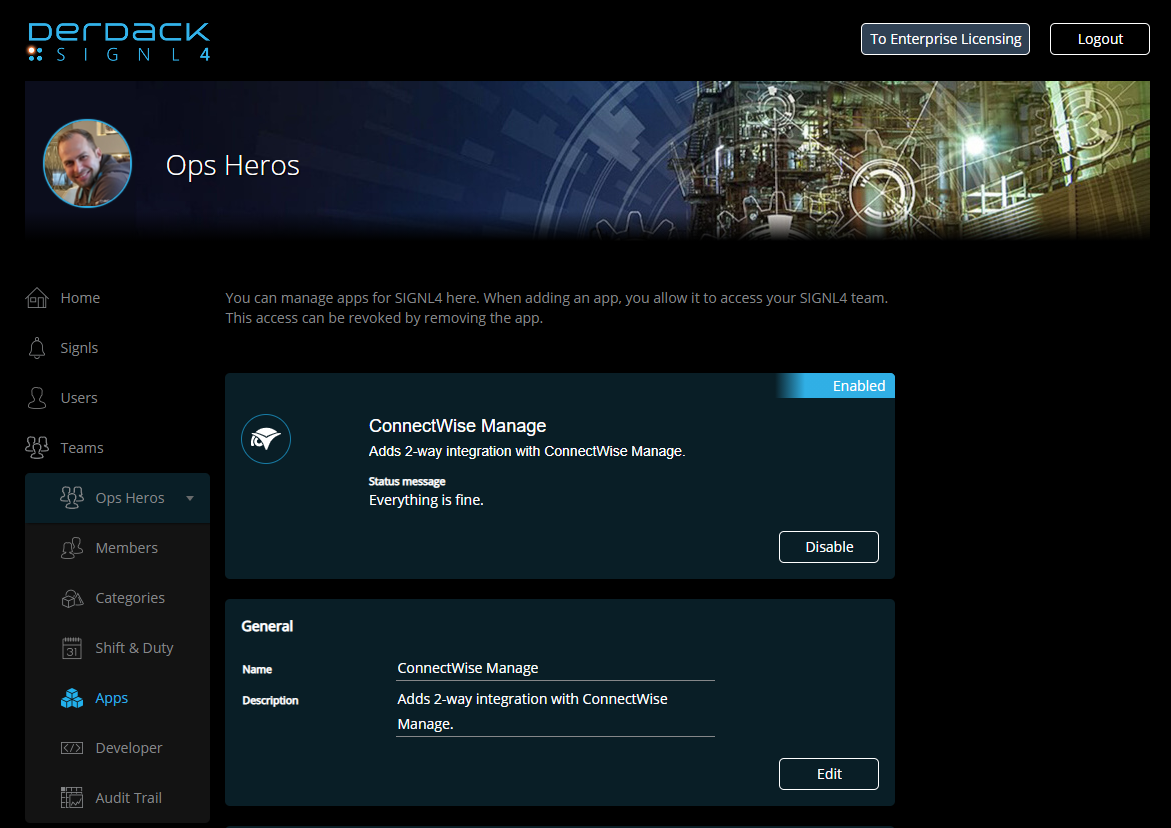 DERDACK
SIGNL4
To Enterprise Licensing
Logout
Ops Heros
Home
Signls
Users
Teams
Ops Heros
Members
Categories
31
Shift & Duty
Apps
Developer
Audit Trail
You can manage apps for SIGNL4 here. When adding an app, you allow it to access your SIGNL4 team.
This access can be revoked by removing the app.
Enabled
ConnectWise Manage
Adds 2-way integration with ConnectWise Manage.
Status message
Everything is fine.
Disable
General
Name
ConnectWise Manage
Description
Adds 2-way integration with ConnectWise
Manage.
Edit